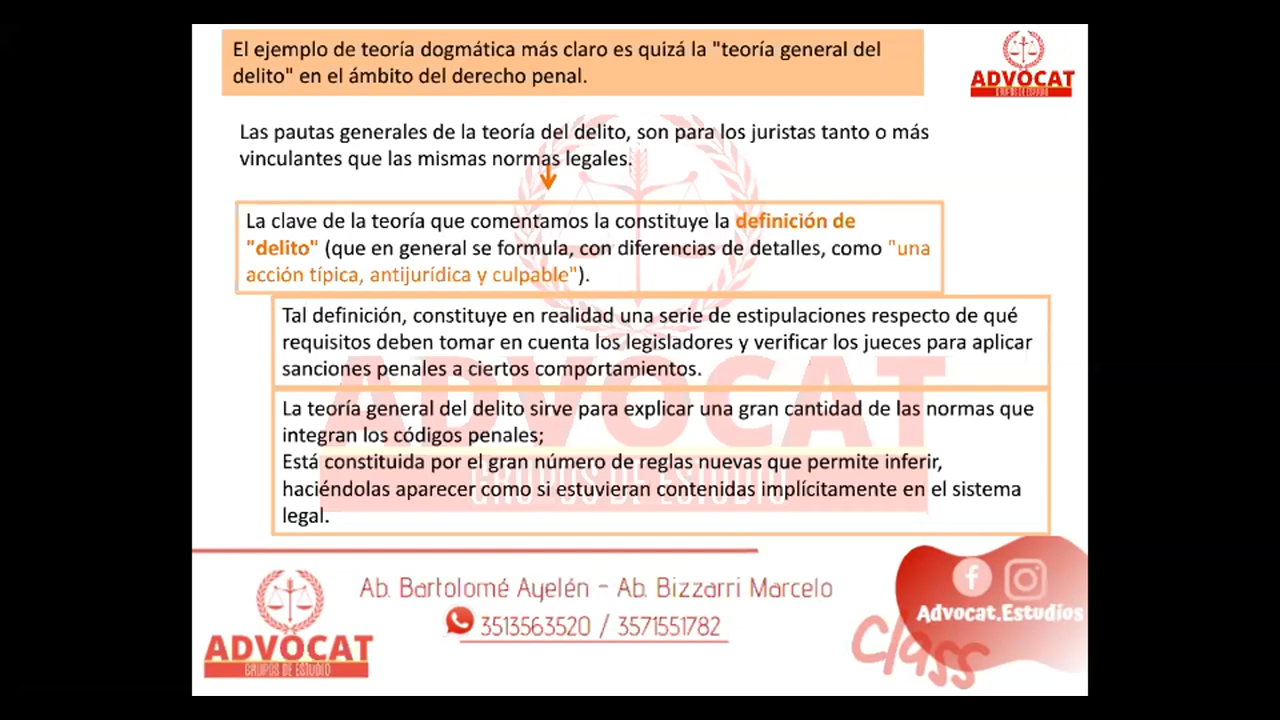 El ejemplo de teoría dogmática más claro es quizá la "teoría general del
delito" en el ámbito del derecho penal.
ADVOCAT
GRUPOS DE ESTUDIO
Las pautas generales de la teoría del delito, son para los juristas tanto o más
vinculantes que las mismas normas legales.
La clave de la teoría que comentamos la constituye la definición de
"delito" (que en general se formula, con diferencias de detalles, como "una
acción típica, antijurídica y culpable").
Tal definición, constituye en realidad una serie de estipulaciones respecto de qué
requisitos deben tomar en cuenta los legisladores y verificar los jueces para aplicar
sanciones penales a ciertos comportamientos.
ADVOCAT
La teoría general del delito sirve para explicar una gran cantidad de las normas que
integran los códigos penales;
Está constituida por el gran número de reglas nuevas que permite inferir,
GRUPOS DE ESTUDIO
haciéndolas aparecer como si estuvieran contenidas implícitamente en el sistema
legal.
Ab. Bartolomé Ayelén - Ab. Bizzarri Marcelo
3513563520 / 3571551782
ADVOCAT
GRUPOS DE ESTUDIO
Advocat.Estudios
Class